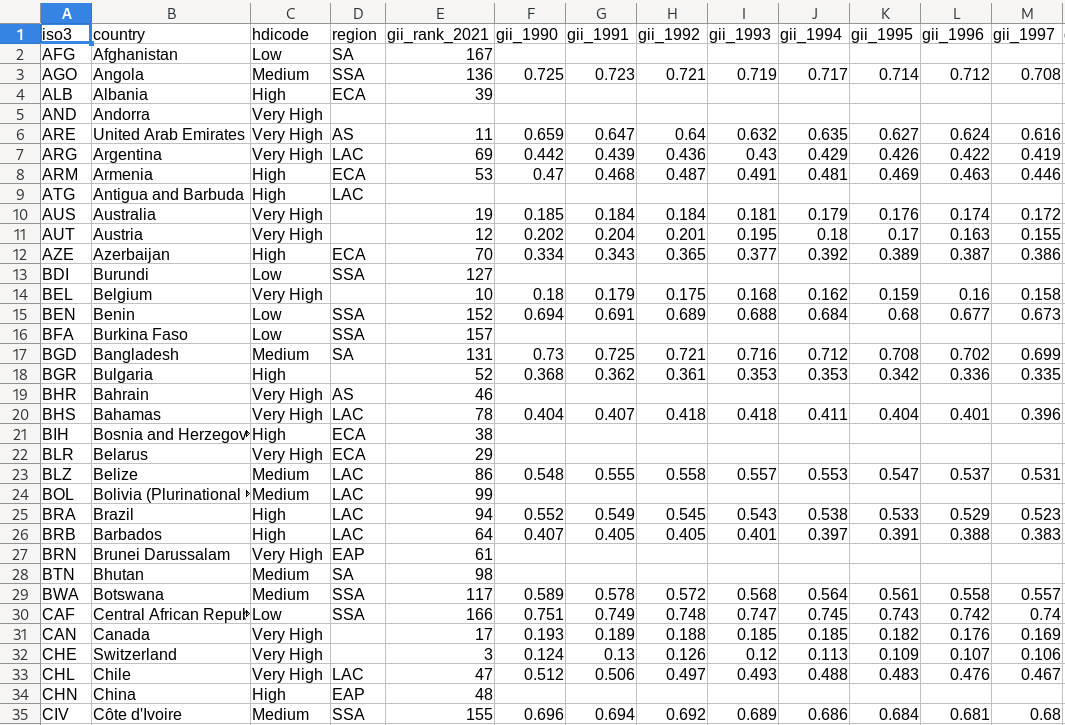 A B C D E F G H I J K L M
1 iso3 country hdicode region gii_rank_2021 gii_1990 gii_1991 gii_1992 gii_1993 gii_1994 gii_1995 gii_1996 gii_1997
2 AFG Afghanistan Low SA 167
3 AGO Angola Medium SSA 136 0.725 0.723 0.721 0.719 0.717 0.714 0.712 0.708
4 ALB Albania High ECA 39
5 AND Andorra Very High
6 ARE United Arab Emirates Very High AS 11 0.659 0.647 0.64 0.632 0.635 0.627 0.624 0.616
7 ARG Argentina Very High LAC 69 0.442 0.439 0.436 0.43 0.429 0.426 0.422 0.419
8 ARM Armenia High ECA 53 0.47 0.468 0.487 0.491 0.481 0.469 0.463 0.446
9 ATG Antigua and Barbuda High LAC
10 AUS Australia Very High 19 0.185 0.184 0.184 0.181 0.179 0.176 0.174 0.172
11 AUT Austria Very High 12 0.202 0.204 0.201 0.195 0.18 0.17 0.163 0.155
12 AZE Azerbaijan High ECA 70 0.334 0.343 0.365 0.377 0.392 0.389 0.387 0.386
13 BDI Burundi Low SSA 127
14 BEL Belgium Very High 10 0.18 0.179 0.175 0.168 0.162 0.159 0.16 0.158
15 BEN Benin Low SSA 152 0.694 0.691 0.689 0.688 0.684 0.68 0.677 0.673
16 BFA Burkina Faso Low SSA 157
17 BGD Bangladesh Medium SA 131 0.73 0.725 0.721 0.716 0.712 0.708 0.702 0.699
18 BGR Bulgaria High 52 0.368 0.362 0.361 0.353 0.353 0.342 0.336 0.335
19 BHR Bahrain Very High AS 46
20 BHS Bahamas Very High LAC 78 0.404 0.407 0.418 0.418 0.411 0.404 0.401 0.396
21 BIH Bosnia and Herzegov High ECA 38
22 BLR Belarus Very High ECA 29
23 BLZ Belize Medium LAC 86 0.548 0.555 0.558 0.557 0.553 0.547 0.537 0.531
24 BOL Bolivia (Plurinational Medium LAC 99
25 BRA Brazil High LAC 94 0.552 0.549 0.545 0.543 0.538 0.533 0.529 0.523
26 BRB Barbados High LAC 64 0.407 0.405 0.405 0.401 0.397 0.391 0.388 0.383
27 BRN Brunei Darussalam Very High EAP 61
28 BTN Bhutan Medium SA 98
29 BWA Botswana Medium SSA 117 0.589 0.578 0.572 0.568 0.564 0.561 0.558 0.557
30 CAF Central African Repub Low SSA 166 0.751 0.749 0.748 0.747 0.745 0.743 0.742 0.74
31 CAN Canada Very High 17 0.193 0.189 0.188 0.185 0.185 0.182 0.176 0.169
32 CHE Switzerland Very High 3 0.124 0.13 0.126 0.12 0.113 0.109 0.107 0.106
33 CHL Chile Very High LAC 47 0.512 0.506 0.497 0.493 0.488 0.483 0.476 0.467
34 CHN China High EAP 48
35 CIV Côte d'Ivoire Medium SSA 155 0.696 0.694 0.692 0.689 0.686 0.684 0.681 0.68